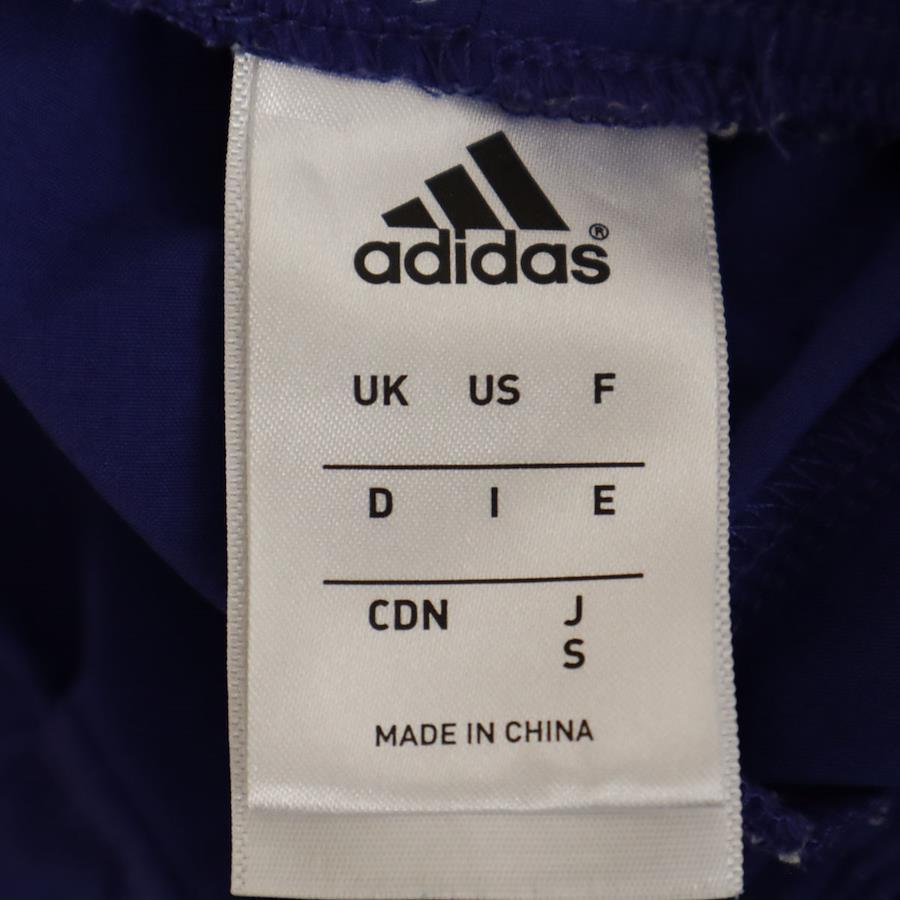 adidas®
UK US F
D I E
CDN J
S
MADE IN CHINA